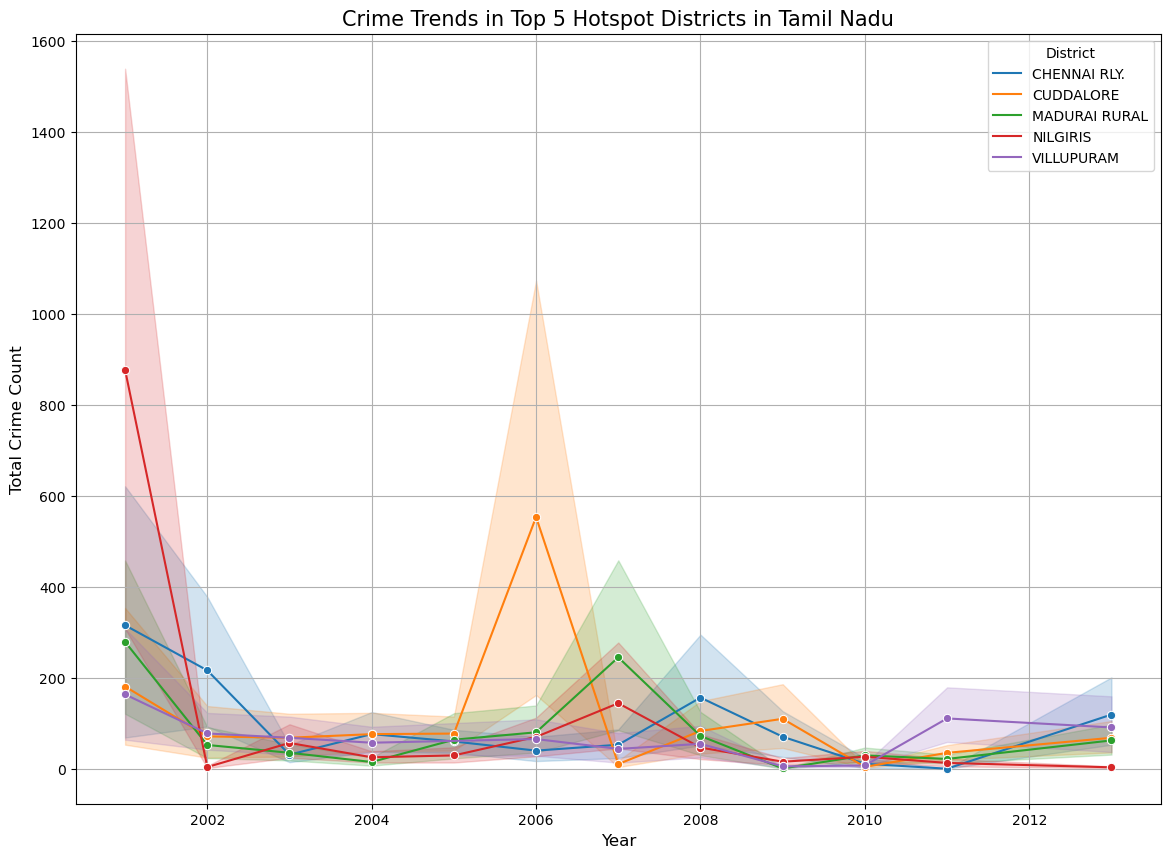 Crime Trends in Top 5 Hotspot Districts in Tamil Nadu
Total Crime Count
1600
1400
1200
1000
800
600
400
200
0
District
CHENNAI RLY.
CUDDALORE
MADURAI RURAL
NILGIRIS
VILLUPURAM
2002
2004
2006
2008
2010
2012
Year